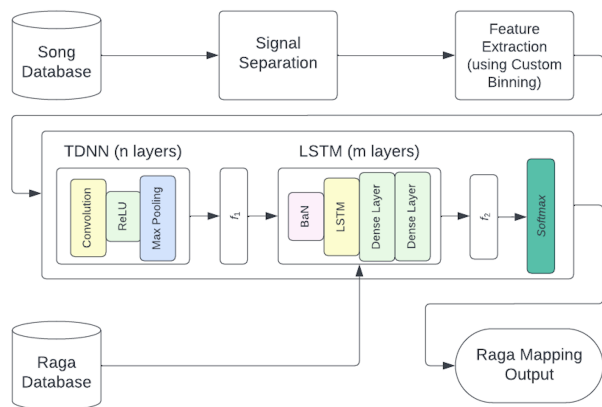 Song
Database
Signal
Separation
Feature
Extraction
(using Custom
Binning)
TDNN (n layers)
Convolution
ReLU
Max Pooling
f1
LSTM (m layers)
BaN
LSTM
Dense Layer
Dense Layer
f2
Softmax
Raga
Database
Raga Mapping
Output